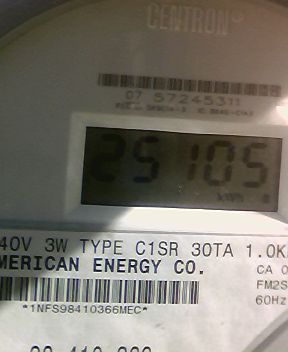 CENTRON®
07 57245311
25105
kWh
40V 3W TYPE C1SR 30TA 1.0K
MERICAN ENERGY CO.
CA 0
FM2S
60Hz
*1NFS98410366MEC*